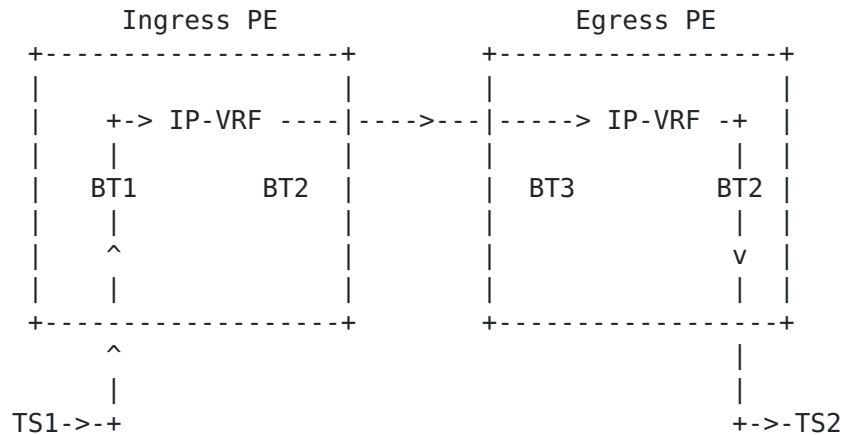 Ingress PE Egress PE
+-------------------+ +-------------------+
| | | |
| +-> IP-VRF ----|---->---|-----> IP-VRF -+ |
| | | | | |
| BT1 BT2 | | BT3 BT2 |
| | | | | |
| ^ | | v |
| | | | | |
+-------------------+ +-------------------+
^ |
| |
TS1->-+ +->-TS2